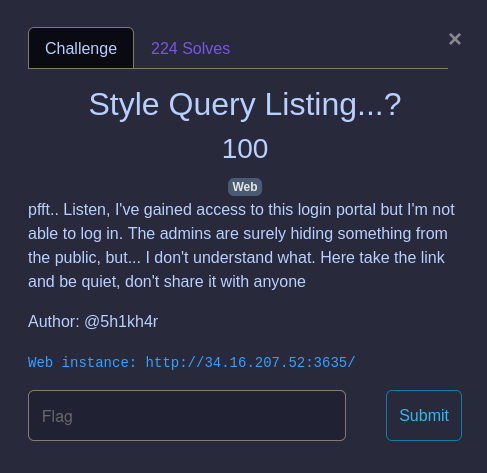 Challenge
224 Solves
×
Style Query Listing...?
100
Web
pfft.. Listen, I've gained access to this login portal but I'm not
able to log in. The admins are surely hiding something from
the public, but... I don't understand what. Here take the link
and be quiet, don't share it with anyone
Author: @5h1kh4r
Web instance: http://34.16.207.52:3635/
Flag
Submit